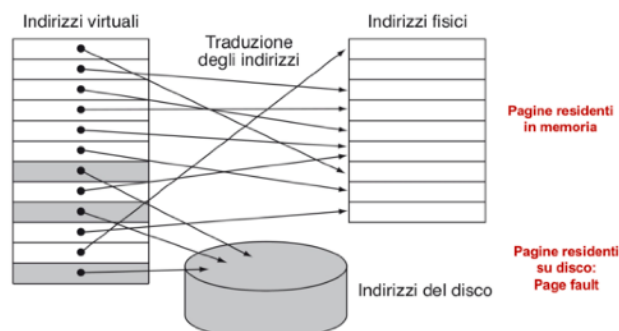 Indirizzi virtuali
Indirizzi fisici
Traduzione
degli indirizzi
Pagine residenti
in memoria
Pagine residenti
su disco:
Page fault
Indirizzi del disco